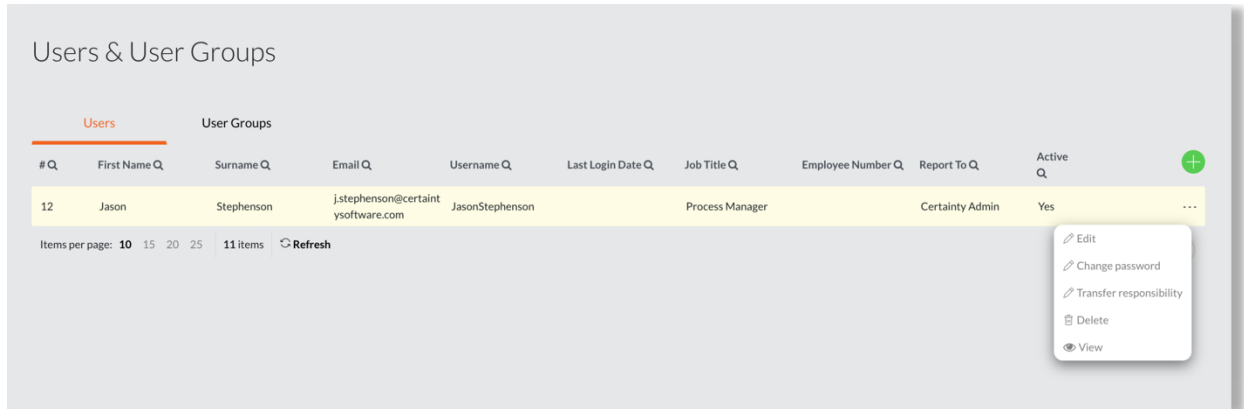 Users & User Groups
Users User Groups
# First Name Surname Email Username Last Login Date Job Title Employee Number Report To Active
12 Jason Stephenson j.stephenson@certaint JasonStephenson Process Manager Certainty Admin Yes ...
ysoftware.com
Items per page: 10 15 20 25 11 items Refresh
Edit
Change password
Transfer responsibility
Delete
View